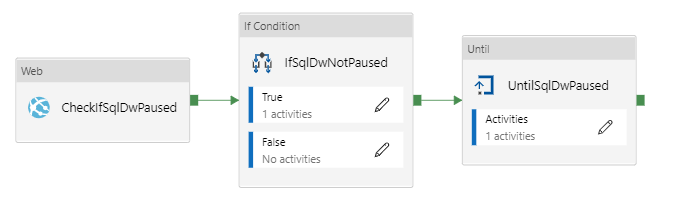 Web
CheckIfSqlDwPaused
If Condition
IfSqlDwNotPaused
True
1 activities
False
No activities
Until
UntilSqlDwPaused
Activities
1 activities